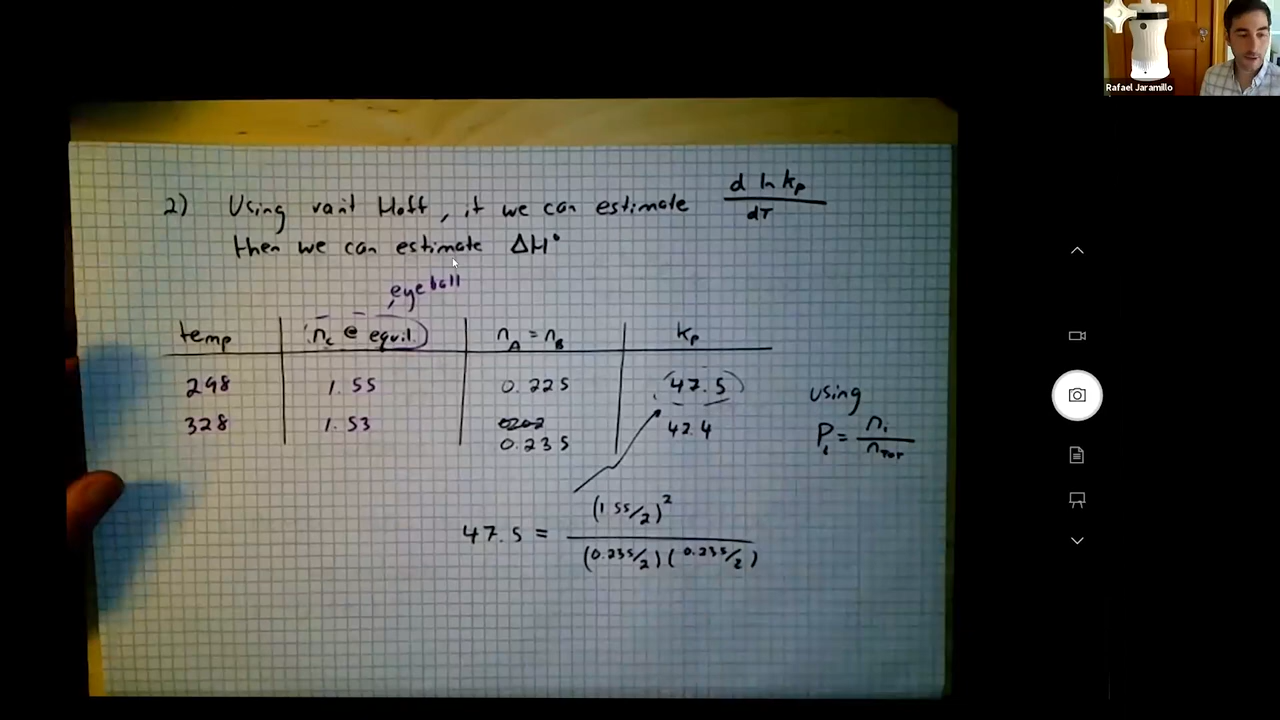 Rafael Jaramillo
2) Using van't Hoff, if we can estimate d ln Kp / dT
then we can estimate ΔH°
eyeball
temp | nc @ equil. | nA = nB | Kp
298 | 1.55 | 0.225 | 47.5
328 | 1.53 | 0.235 | 42.4
using
Pi = ni / nTOT
47.5 = (1.55/2)² / (0.235/2)(0.235/2)